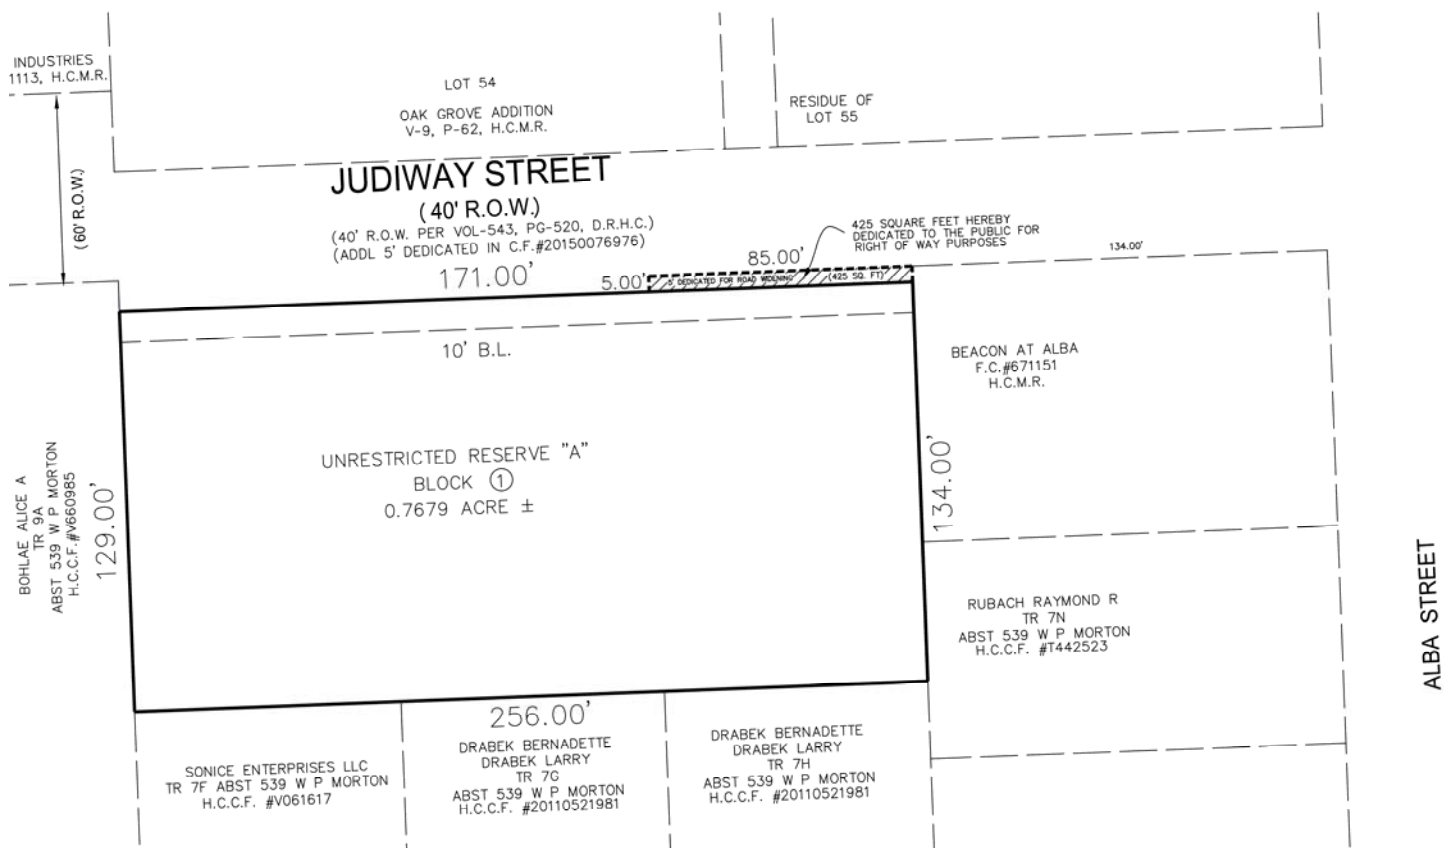 INDUSTRIES
1113, H.C.M.R.
LOT 54
OAK GROVE ADDITION
V-9, P-62, H.C.M.R.
RESIDUE OF
LOT 55
(60' R.O.W.)
JUDIWAY STREET
(40' R.O.W.)
(40' R.O.W. PER VOL-543, PG-520, D.R.H.C.)
(ADDL 5' DEDICATED IN C.F.#20150076976)
425 SQUARE FEET HEREBY
DEDICATED TO THE PUBLIC FOR
RIGHT OF WAY PURPOSES
171.00'
5.00'
85.00'
134.00'
5' DEDICATED FOR ROAD WIDENING
(425 SQ. FT)
10' B.L.
BEACON AT ALBA
F.C.#671151
H.C.M.R.
UNRESTRICTED RESERVE "A"
BLOCK 1
0.7679 ACRE ±
BOHLAE ALICE A
TR 9A
ABST 539 W P MORTON
H.C.C.F.#V660985
129.00'
134.00'
RUBACH RAYMOND R
TR 7N
ABST 539 W P MORTON
H.C.C.F. #T442523
ALBA STREET
256.00'
SONICE ENTERPRISES LLC
TR 7F ABST 539 W P MORTON
H.C.C.F. #V061617
DRABEK BERNADETTE
DRABEK LARRY
TR 7G
ABST 539 W P MORTON
H.C.C.F. #20110521981
DRABEK BERNADETTE
DRABEK LARRY
TR 7H
ABST 539 W P MORTON
H.C.C.F. #20110521981